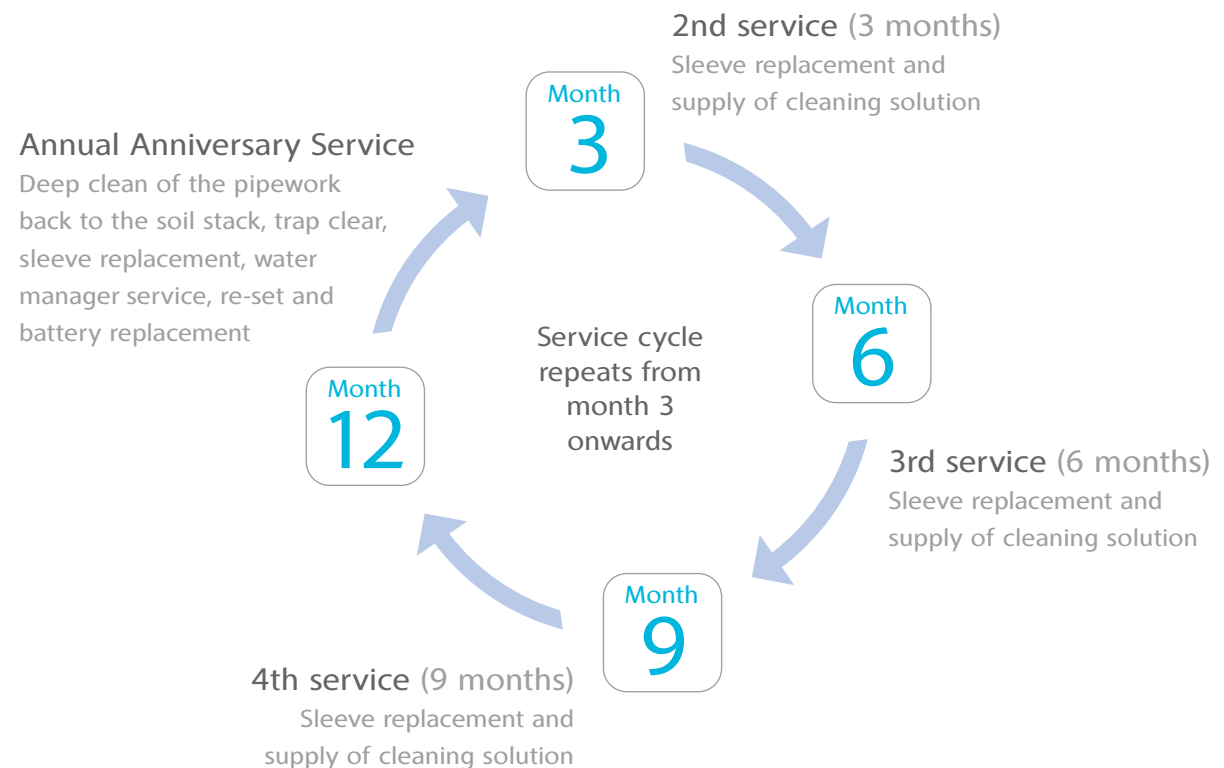 2nd service (3 months)
Sleeve replacement and
supply of cleaning solution
Month
3
Annual Anniversary Service
Deep clean of the pipework
back to the soil stack, trap clear,
sleeve replacement, water
manager service, re-set and
battery replacement
Month
6
Service cycle
repeats from
month 3
onwards
Month
12
3rd service (6 months)
Sleeve replacement and
supply of cleaning solution
Month
9
4th service (9 months)
Sleeve replacement and
supply of cleaning solution